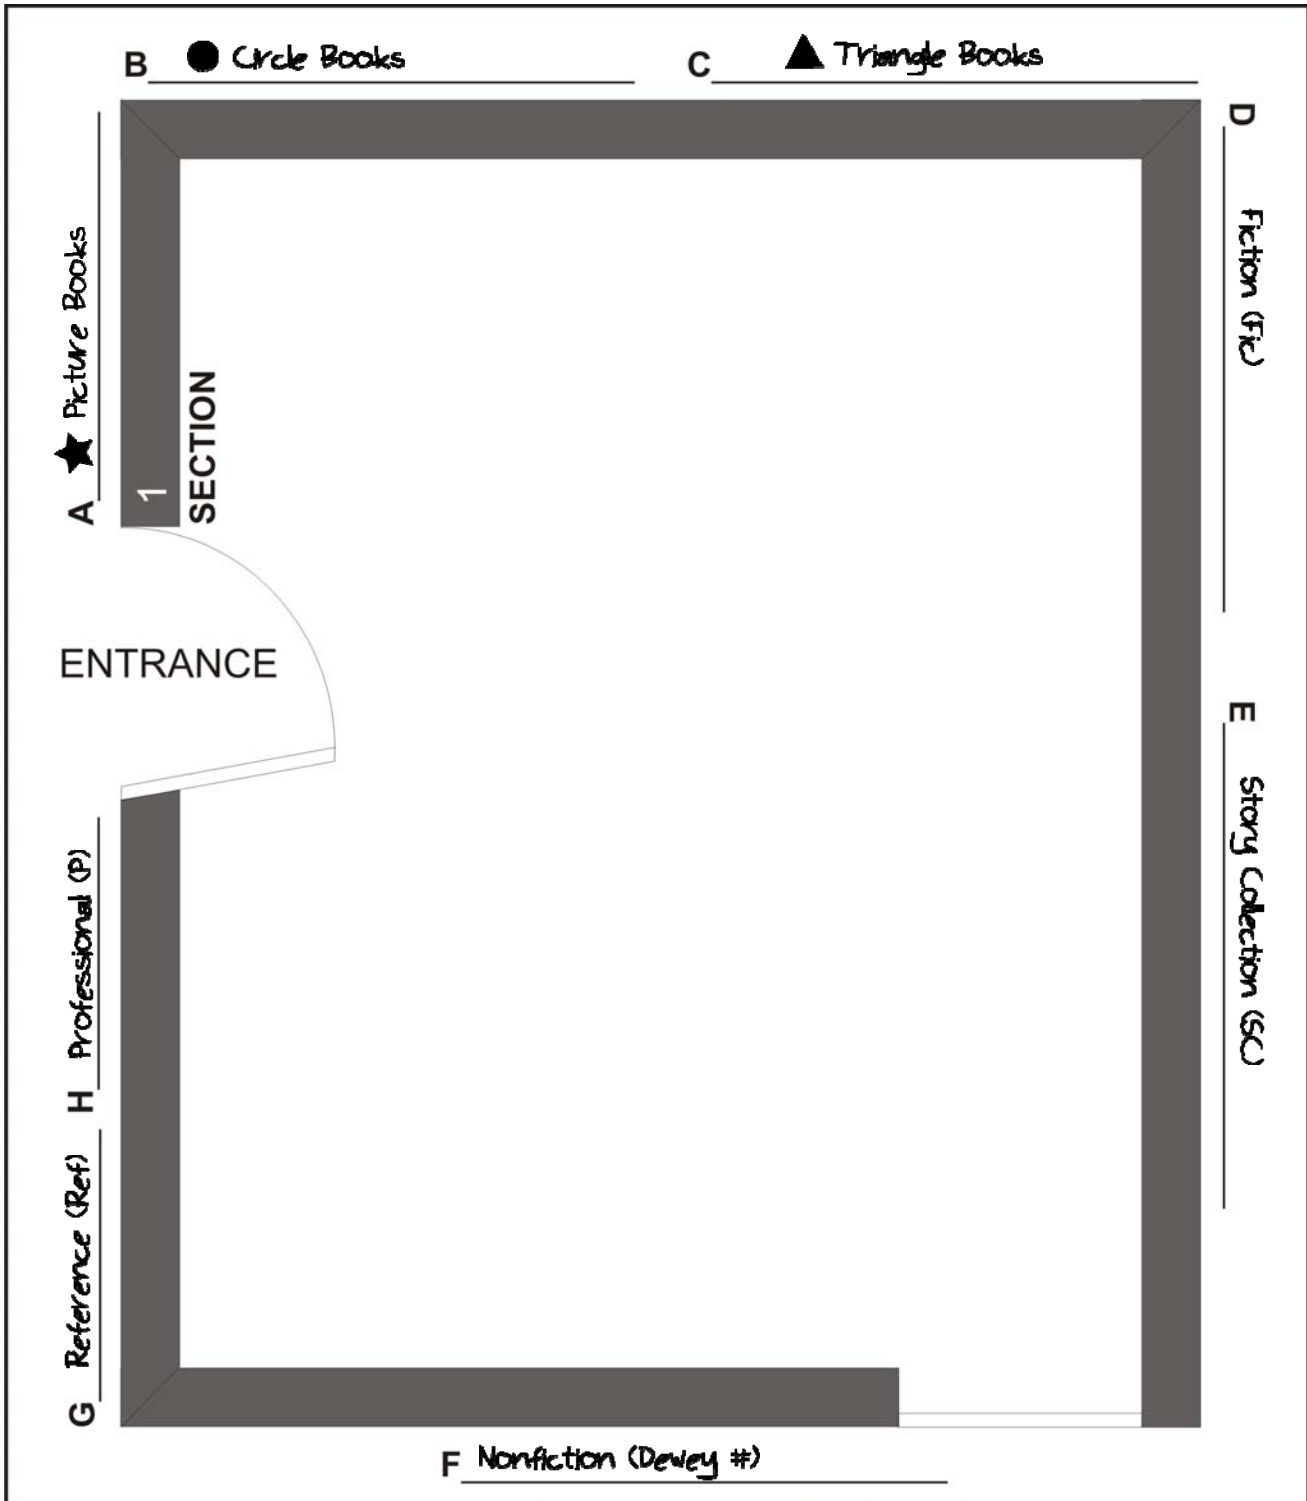 B ● Circle Books
C ▲ Triangle Books
D Fiction (Fic)
A ★ Picture Books
1
SECTION
ENTRANCE
E Story Collection (SC)
H Professional (P)
G Reference (Ref)
F Nonfiction (Dewey #)